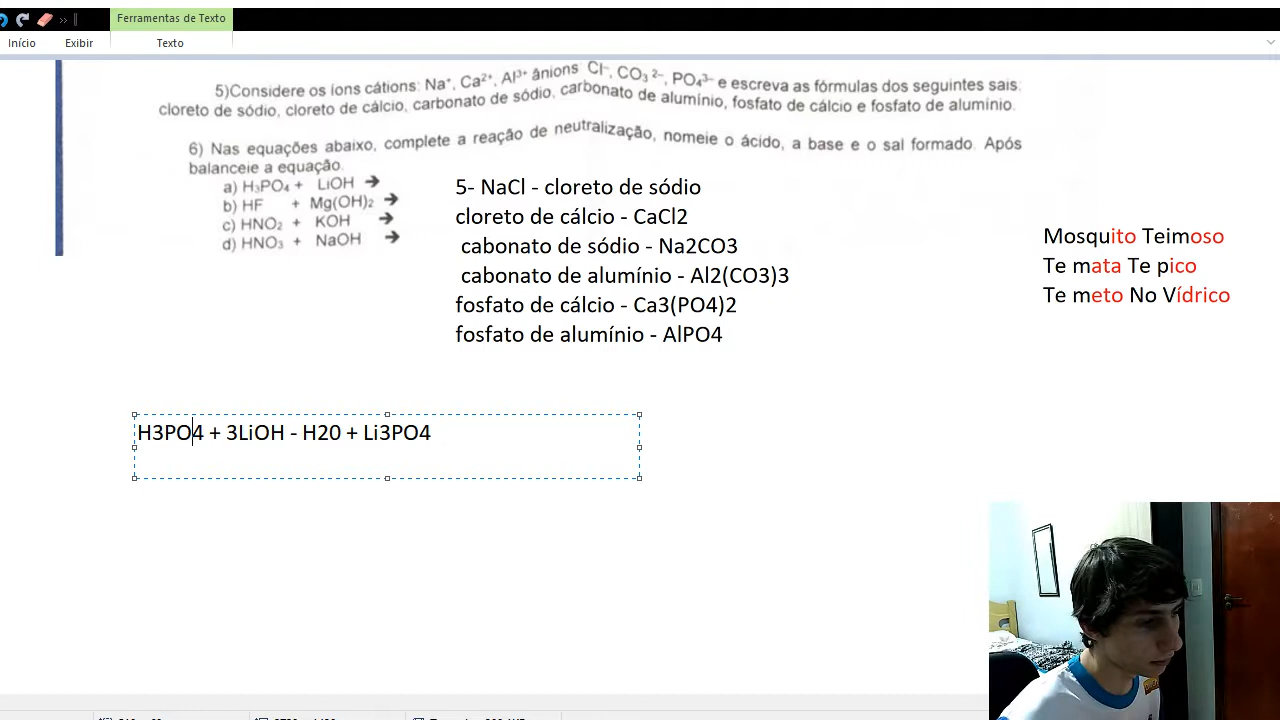 Ferramentas de Texto
Início Exibir Texto
5)Considere os íons cátions: Na⁺, Ca²⁺, Al³⁺ ânions: Cl⁻, CO₃²⁻, PO₄³⁻ e escreva as fórmulas dos seguintes sais:
cloreto de sódio, cloreto de cálcio, carbonato de sódio, carbonato de alumínio, fosfato de cálcio e fosfato de alumínio.
6) Nas equações abaixo, complete a reação de neutralização, nomeie o ácido, a base e o sal formado. Após
balanceie a equação.
a) H₃PO₄ + LiOH ➔
b) HF + Mg(OH)₂ ➔
c) HNO₂ + KOH ➔
d) HNO₃ + NaOH ➔
5- NaCl - cloreto de sódio
cloreto de cálcio - CaCl2
cabonato de sódio - Na2CO3
cabonato de alumínio - Al2(CO3)3
fosfato de cálcio - Ca3(PO4)2
fosfato de alumínio - AlPO4
Mosquito Teimoso
Te mata Te pico
Te meto No Vídrico
H3PO4 + 3LiOH - H20 + Li3PO4